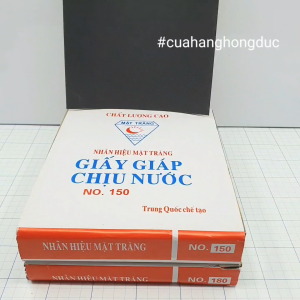 #cuahanghongduc
CHẤT LƯỢNG CAO
MẶT TRĂNG
NHÃN HIỆU MẶT TRĂNG
GIẤY GIÁP
CHỊU NƯỚC
NO. 150
Trung Quốc chế tạo
NHÃN HIỆU MẶT TRĂNG NO. 150
NHÃN HIỆU MẶT TRĂNG NO. 180